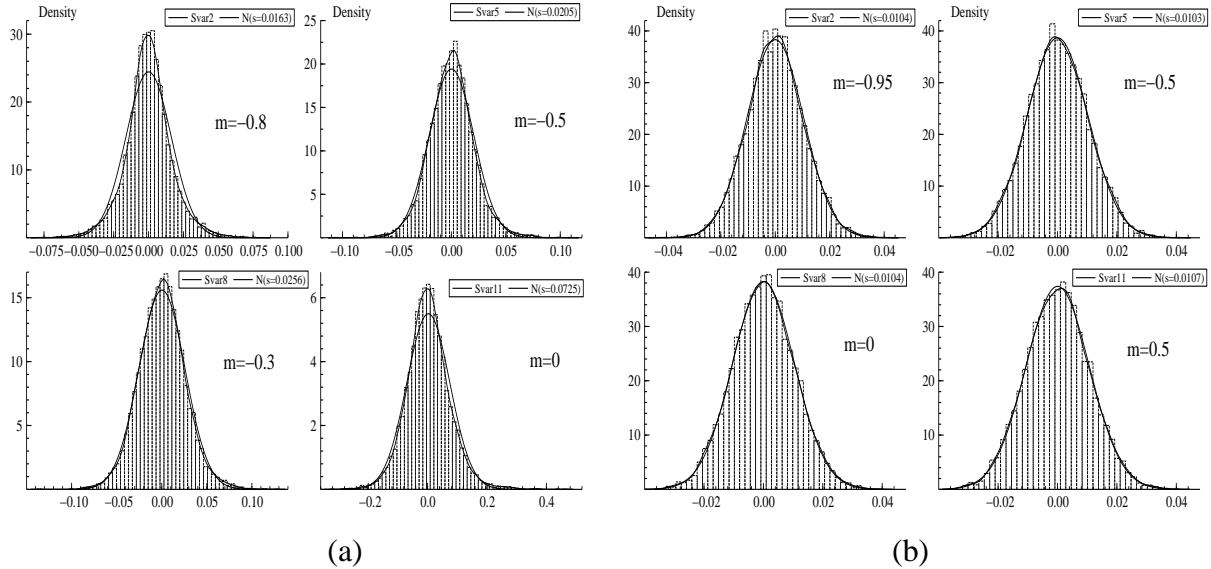 Density
Svar2 N(s=0.0163)
30
20
10
m=−0.8
−0.075−0.050−0.025 0.000 0.025 0.050 0.075 0.100
Density
Svar5 N(s=0.0205)
25
20
15
10
5
m=−0.5
−0.10 −0.05 0.00 0.05 0.10
Svar8 N(s=0.0256)
15
10
5
m=−0.3
−0.10 −0.05 0.00 0.05 0.10
Svar11 N(s=0.0725)
6
4
2
m=0
−0.2 0.0 0.2 0.4
(a)
Density
Svar2 N(s=0.0104)
40
30
20
10
m=−0.95
−0.04 −0.02 0.00 0.02 0.04
Density
Svar5 N(s=0.0103)
40
30
20
10
m=−0.5
−0.02 0.00 0.02 0.04
Svar8 N(s=0.0104)
40
30
20
10
m=0
−0.02 0.00 0.02 0.04
Svar11 N(s=0.0107)
40
30
20
10
m=0.5
−0.02 0.00 0.02 0.04
(b)